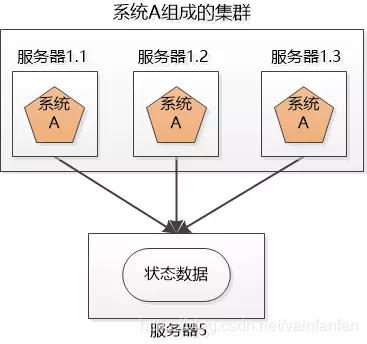 系统A组成的集群
服务器1.1
服务器1.2
服务器1.3
系统
A
系统
A
系统
A
状态数据
服务器5
https://blog.csdn.net/vainfanfan